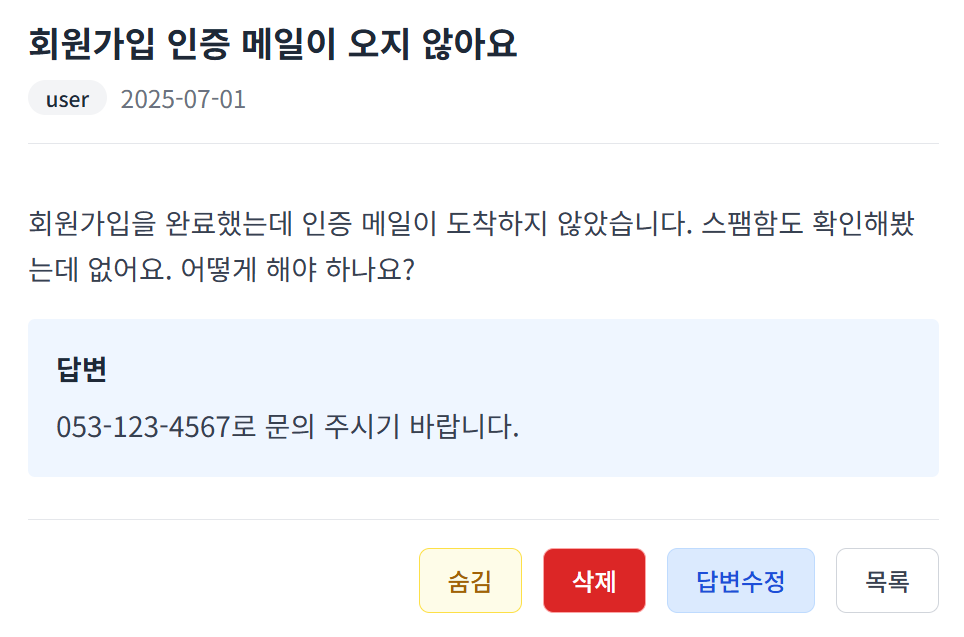 회원가입 인증 메일이 오지 않아요
user 2025-07-01
회원가입을 완료했는데 인증 메일이 도착하지 않았습니다. 스팸함도 확인해봤
는데 없어요. 어떻게 해야 하나요?
답변
053-123-4567로 문의 주시기 바랍니다.
숨김 삭제 답변수정 목록